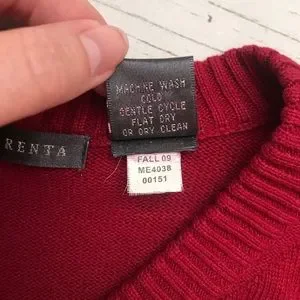 RENTA
MACHINE WASH
COLD
GENTLE CYCLE
FLAT DRY
OR DRY CLEAN
FALL 09
ME4038
00151